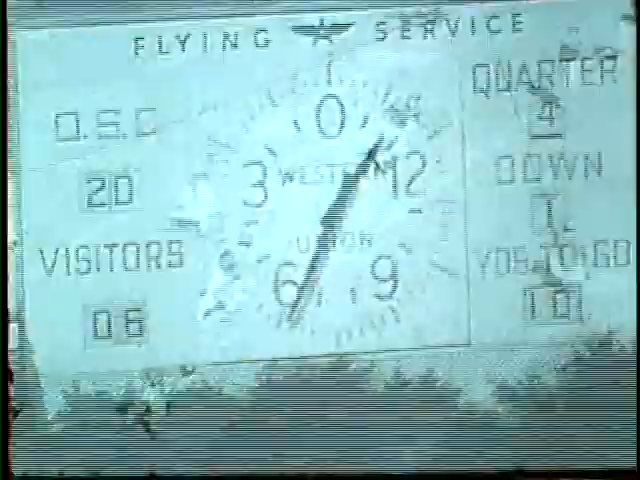 FLYING SERVICE
O.S.C
20
VISITORS
06
0
3
12
WESTERN
UNION
6
9
QUARTER
4
DOWN
1
YDS TO GO
10